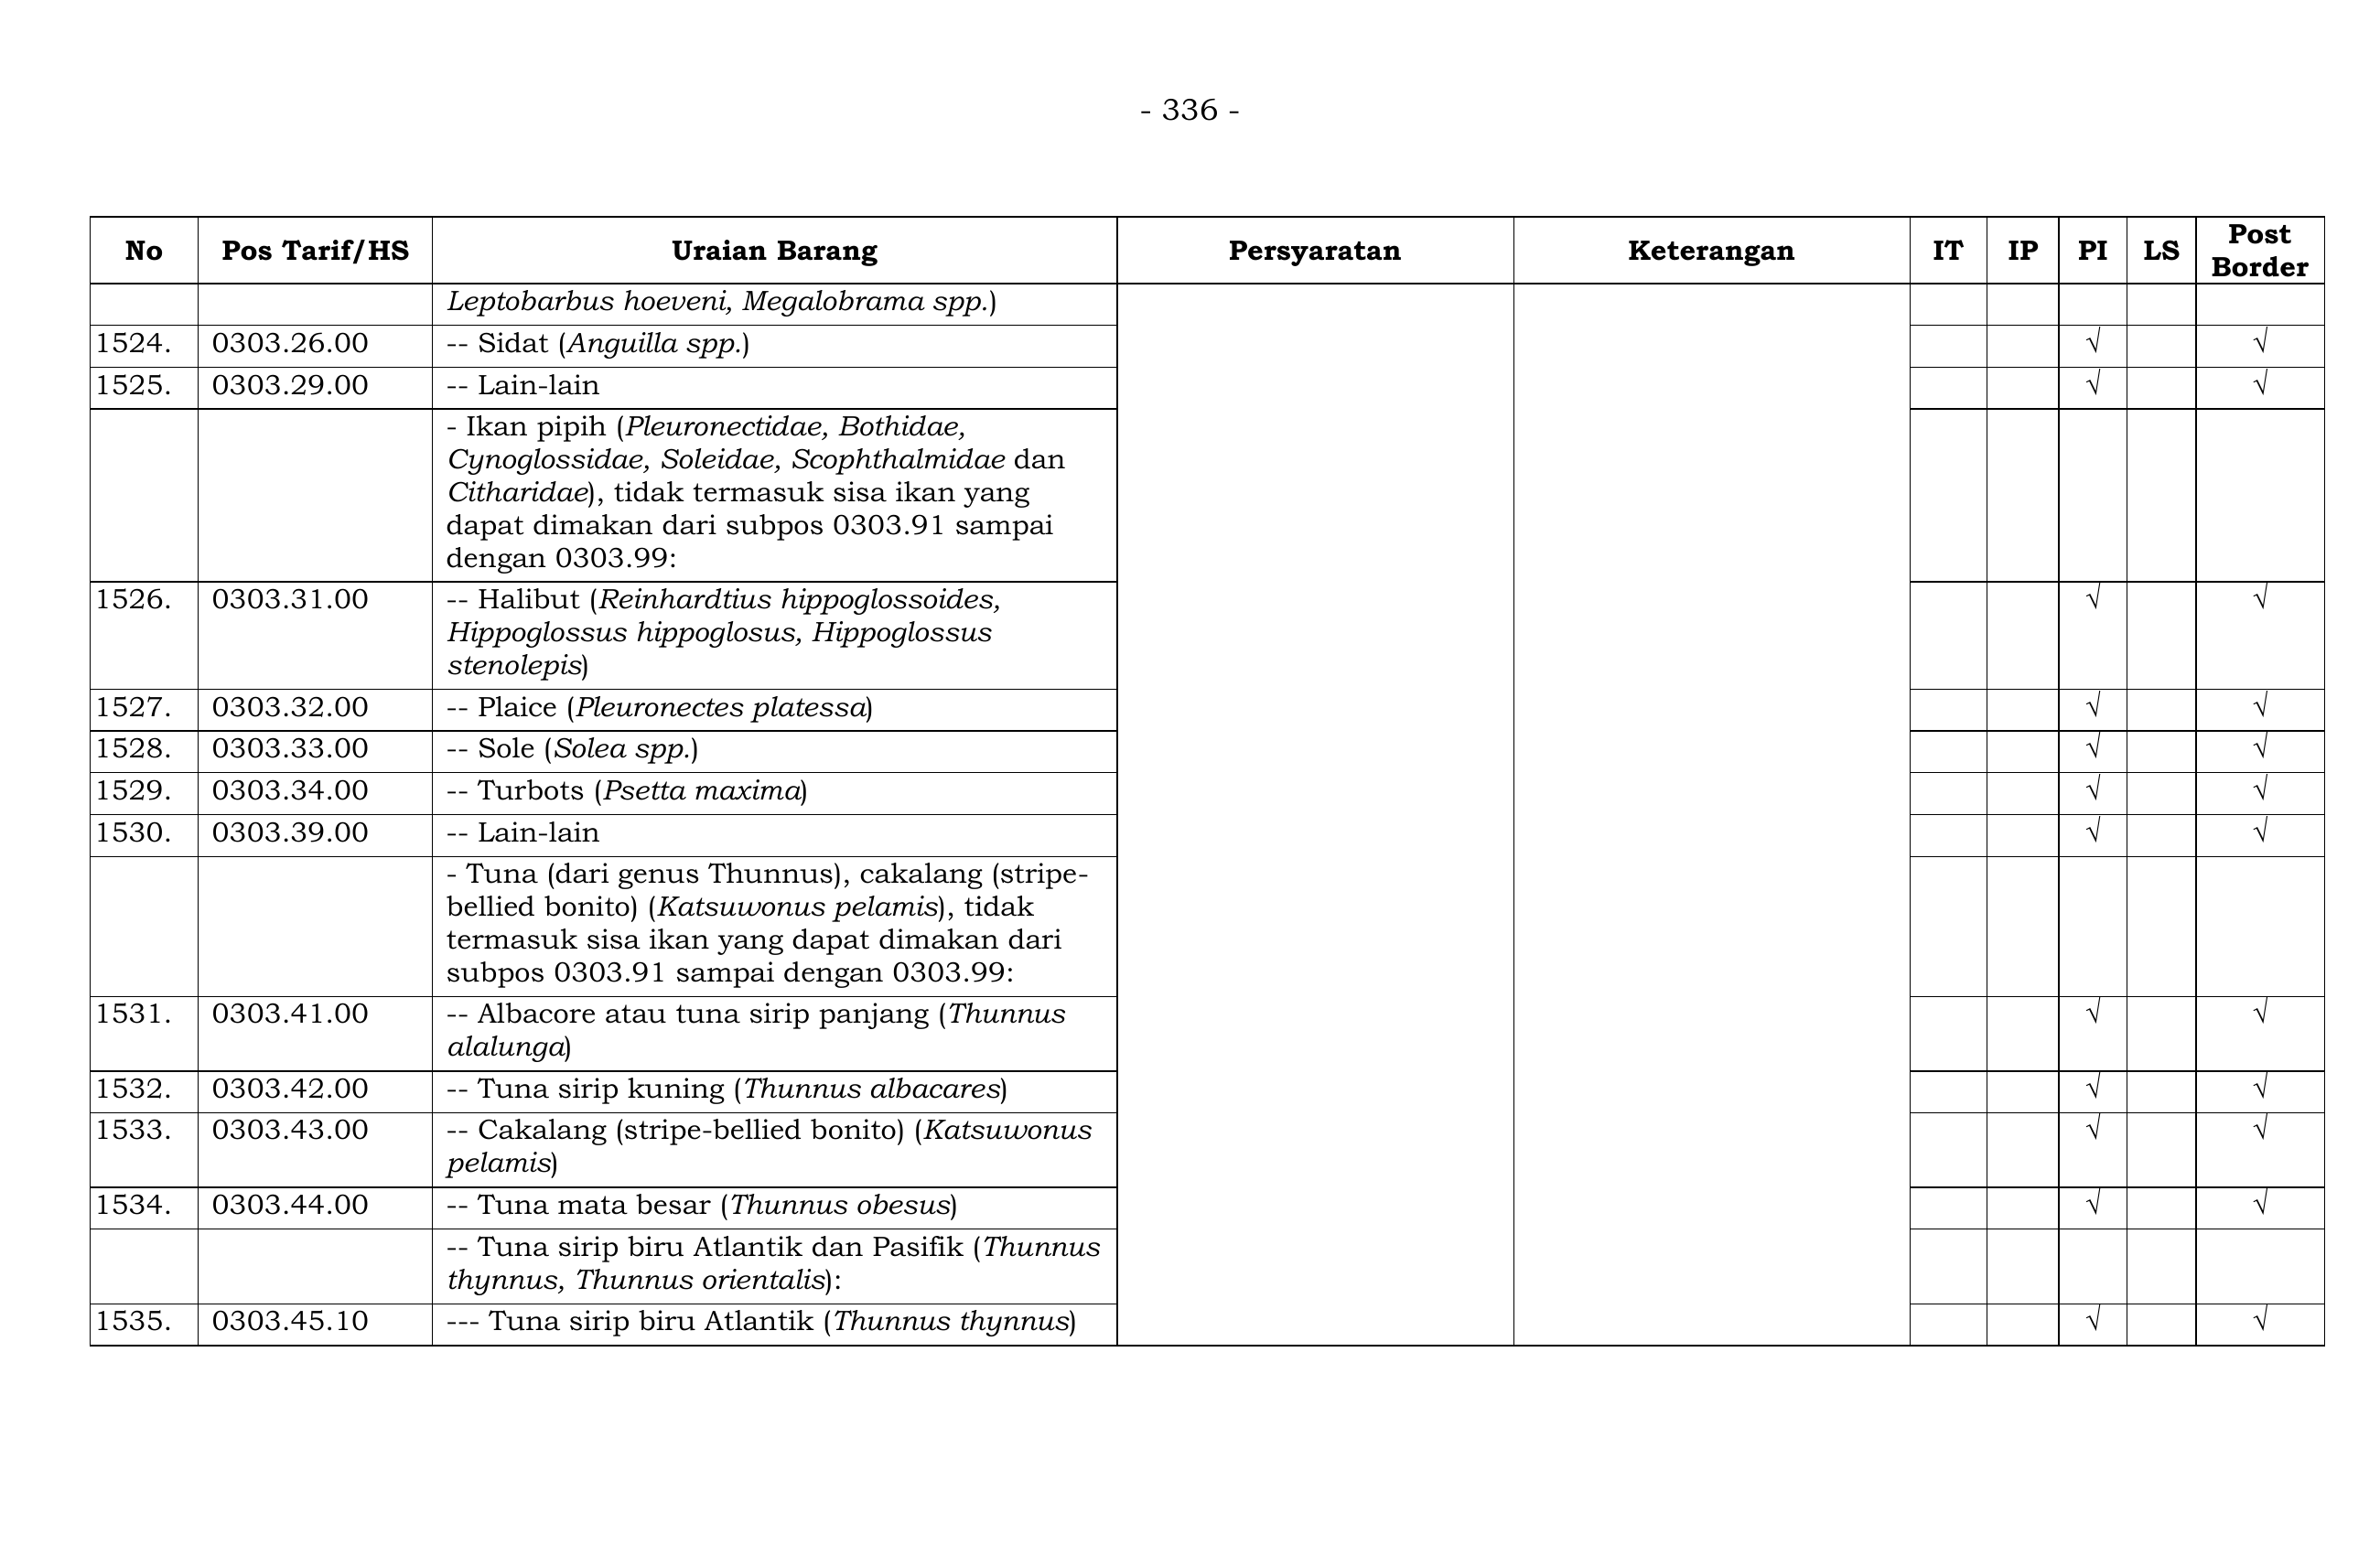 - 336 -
No Pos Tarif/HS Uraian Barang Persyaratan Keterangan IT IP PI LS Post Border
Leptobarbus hoeveni, Megalobrama spp.)
1524. 0303.26.00 -- Sidat (Anguilla spp.) √ √
1525. 0303.29.00 -- Lain-lain √ √
- Ikan pipih (Pleuronectidae, Bothidae,
Cynoglossidae, Soleidae, Scophthalmidae dan
Citharidae), tidak termasuk sisa ikan yang
dapat dimakan dari subpos 0303.91 sampai
dengan 0303.99:
1526. 0303.31.00 -- Halibut (Reinhardtius hippoglossoides, √ √
Hippoglossus hippoglosus, Hippoglossus
stenolepis)
1527. 0303.32.00 -- Plaice (Pleuronectes platessa) √ √
1528. 0303.33.00 -- Sole (Solea spp.) √ √
1529. 0303.34.00 -- Turbots (Psetta maxima) √ √
1530. 0303.39.00 -- Lain-lain √ √
- Tuna (dari genus Thunnus), cakalang (stripe-
bellied bonito) (Katsuwonus pelamis), tidak
termasuk sisa ikan yang dapat dimakan dari
subpos 0303.91 sampai dengan 0303.99:
1531. 0303.41.00 -- Albacore atau tuna sirip panjang (Thunnus √ √
alalunga)
1532. 0303.42.00 -- Tuna sirip kuning (Thunnus albacares) √ √
1533. 0303.43.00 -- Cakalang (stripe-bellied bonito) (Katsuwonus √ √
pelamis)
1534. 0303.44.00 -- Tuna mata besar (Thunnus obesus) √ √
-- Tuna sirip biru Atlantik dan Pasifik (Thunnus
thynnus, Thunnus orientalis):
1535. 0303.45.10 --- Tuna sirip biru Atlantik (Thunnus thynnus) √ √